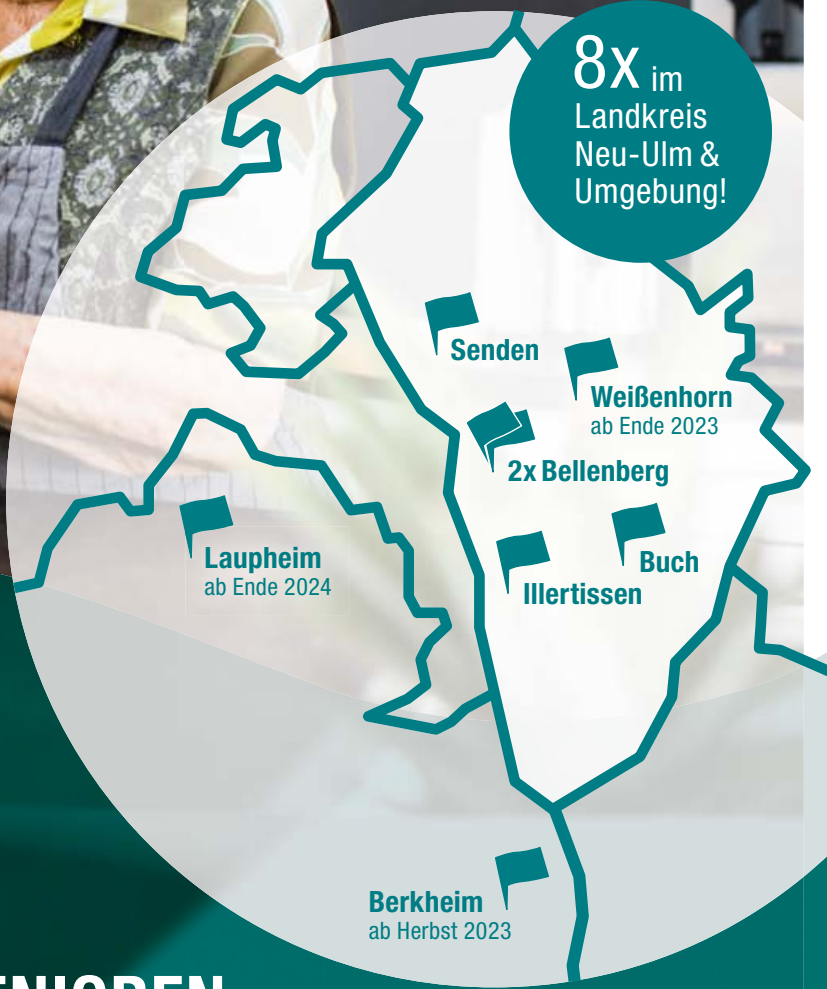 8x im
Landkreis
Neu-Ulm &
Umgebung!
Senden
Weißenhorn
ab Ende 2023
2x Bellenberg
Laupheim
ab Ende 2024
Buch
Illertissen
Berkheim
ab Herbst 2023